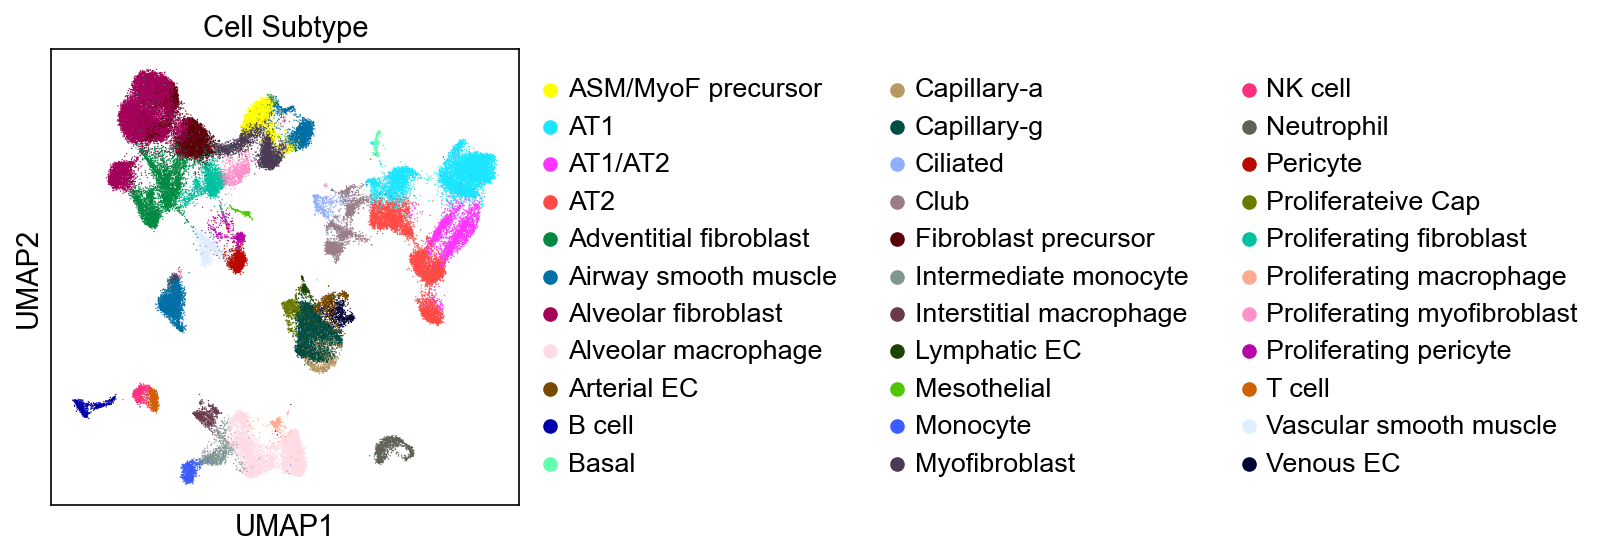 Cell Subtype
UMAP2
UMAP1
ASM/MyoF precursor
AT1
AT1/AT2
AT2
Adventitial fibroblast
Airway smooth muscle
Alveolar fibroblast
Alveolar macrophage
Arterial EC
B cell
Basal
Capillary-a
Capillary-g
Ciliated
Club
Fibroblast precursor
Intermediate monocyte
Interstitial macrophage
Lymphatic EC
Mesothelial
Monocyte
Myofibroblast
NK cell
Neutrophil
Pericyte
Proliferateive Cap
Proliferating fibroblast
Proliferating macrophage
Proliferating myofibroblast
Proliferating pericyte
T cell
Vascular smooth muscle
Venous EC